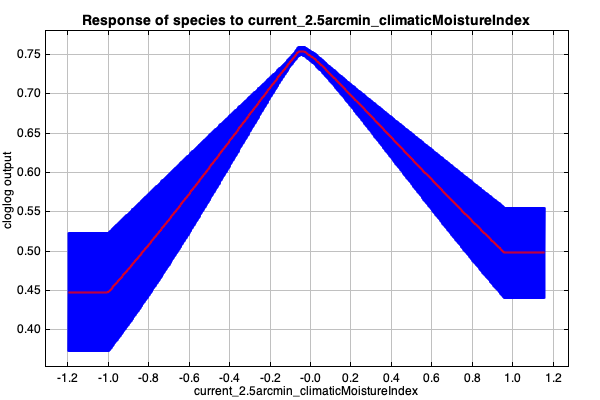 Response of species to current_2.5arcmin_climaticMoistureIndex
cloglog output
0.75
0.70
0.65
0.60
0.55
0.50
0.45
0.40
-1.2 -1.0 -0.8 -0.6 -0.4 -0.2 -0.0 0.2 0.4 0.6 0.8 1.0 1.2
current_2.5arcmin_climaticMoistureIndex